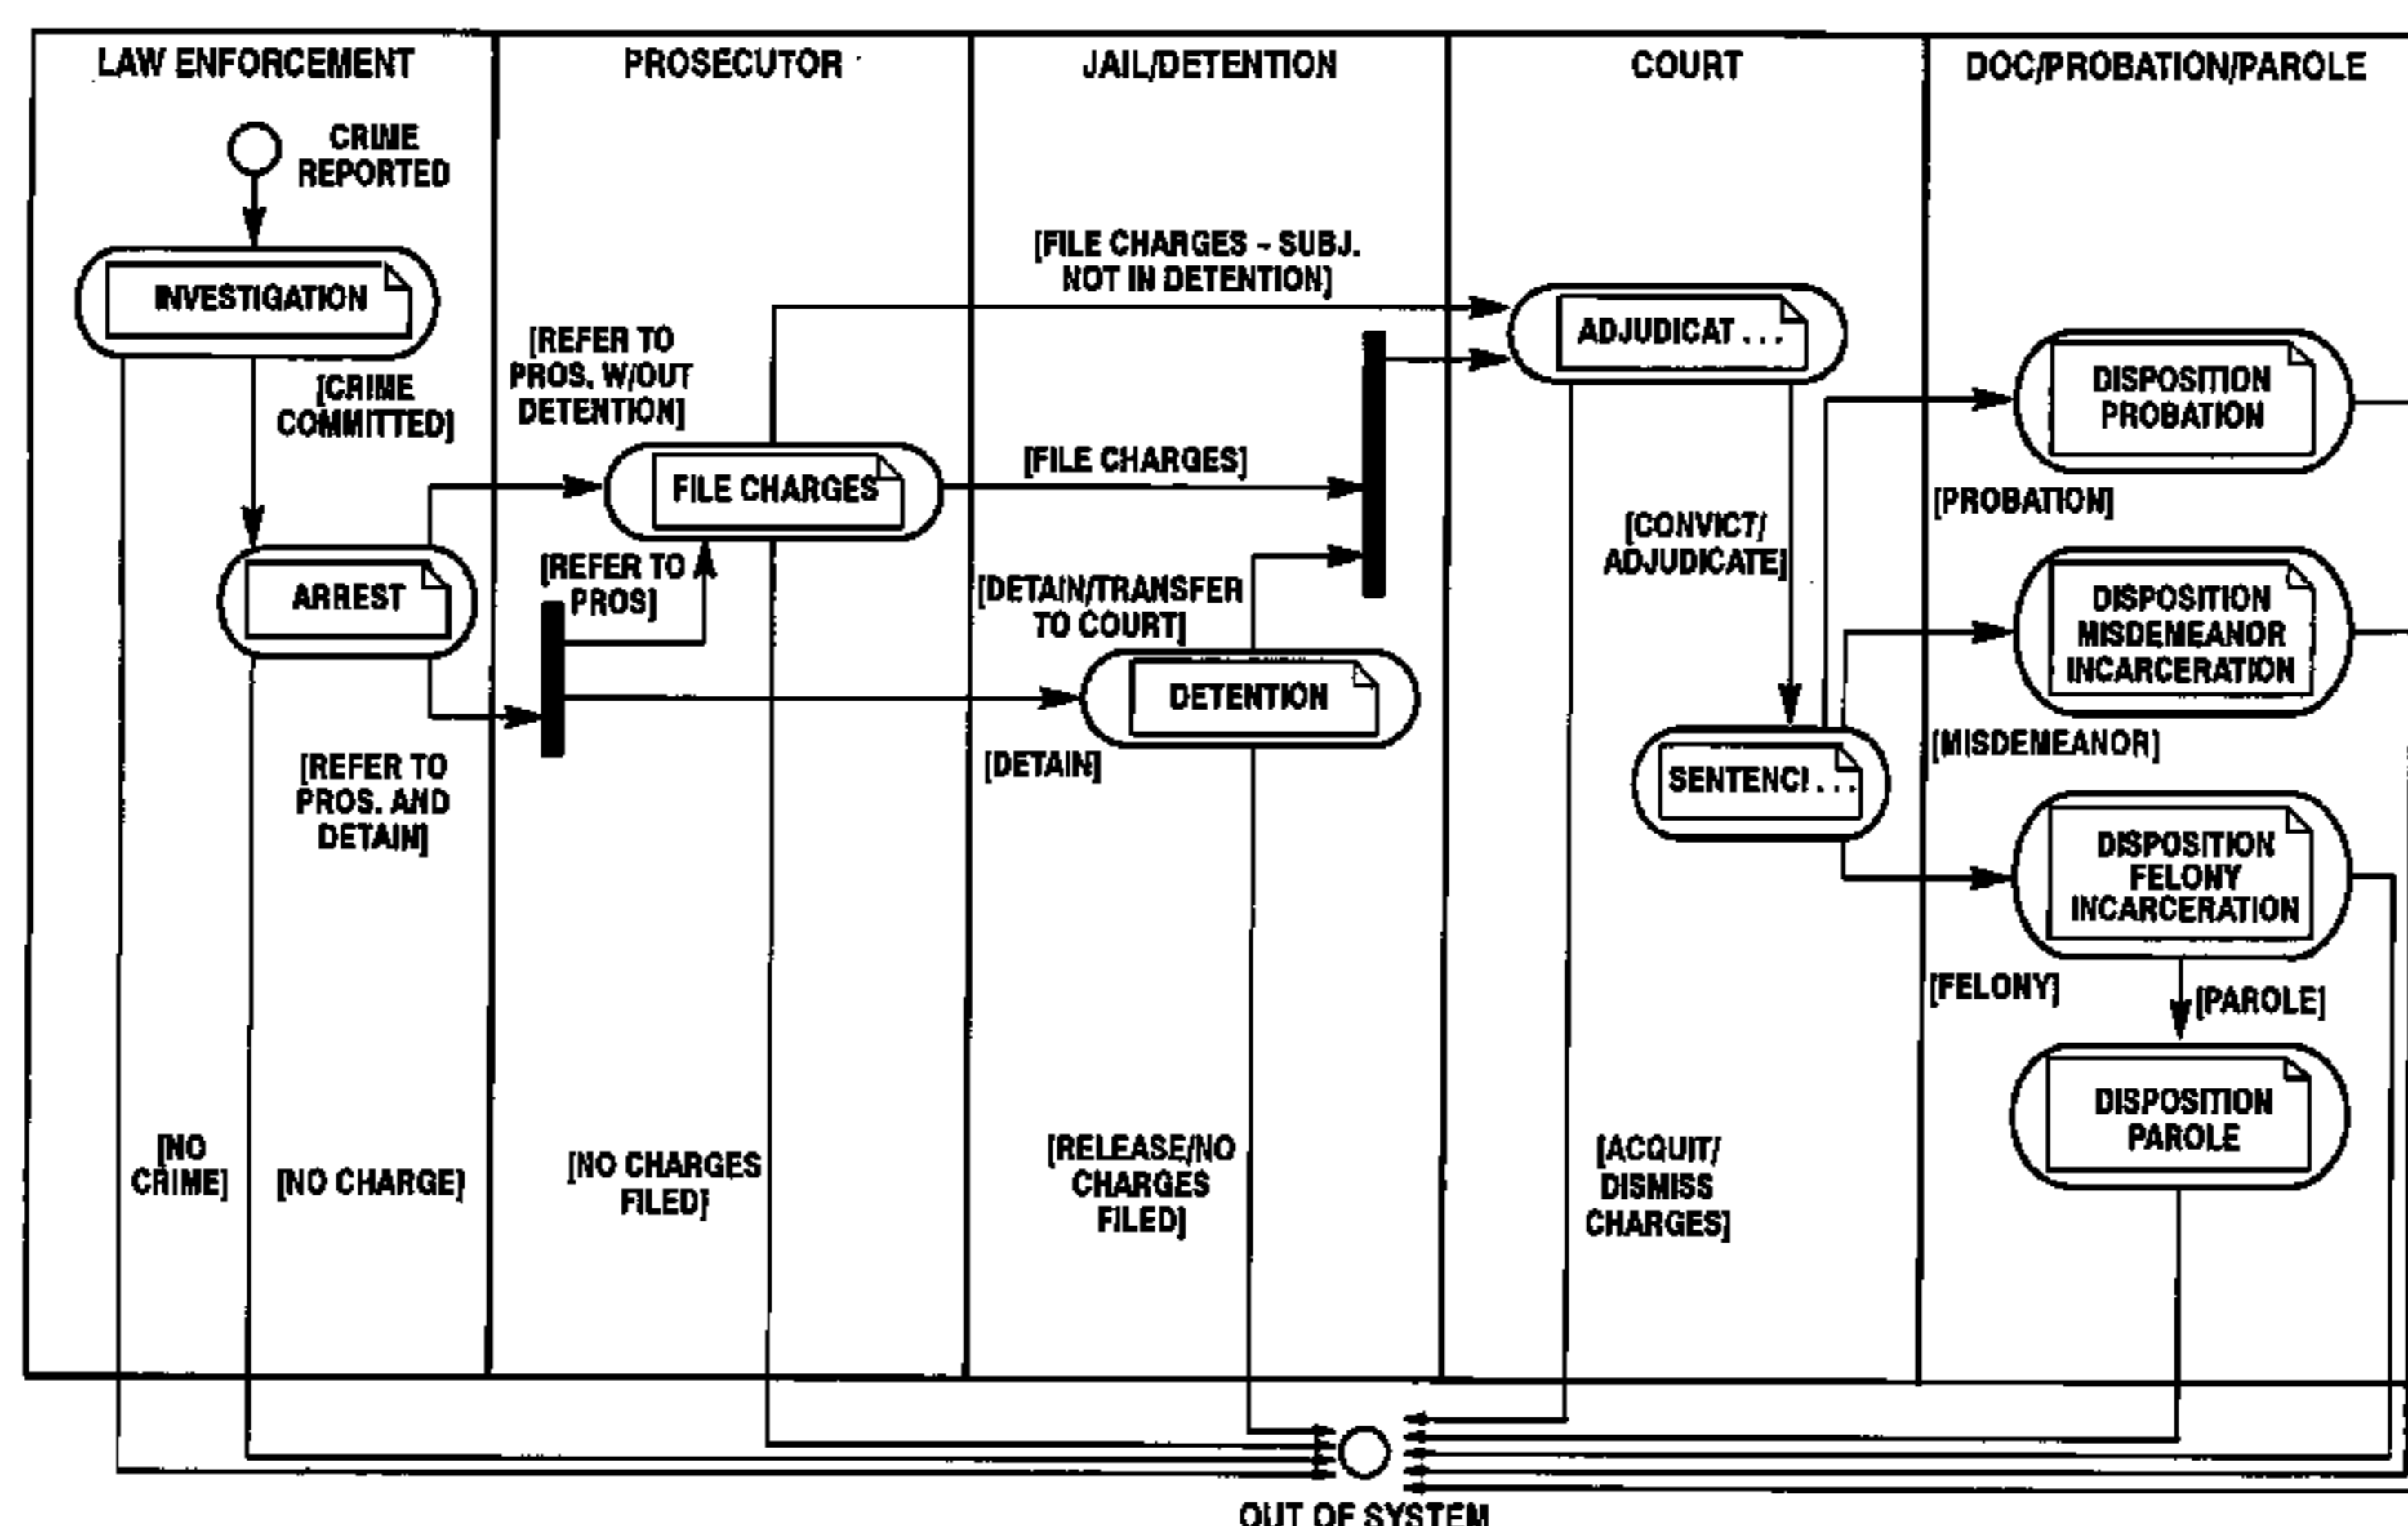 LAW ENFORCEMENT
PROSECUTOR
JAIL/DETENTION
COURT
DOC/PROBATION/PAROLE
CRIME
REPORTED
INVESTIGATION
[CRIME
COMMITTED]
ARREST
[REFER TO
PROS. AND
DETAIN]
[NO
CRIME]
[NO CHARGE]
[REFER TO
PROS. W/OUT
DETENTION]
FILE CHARGES
[REFER TO
PROS]
[NO CHARGES
FILED]
[FILE CHARGES - SUBJ.
NOT IN DETENTION]
[FILE CHARGES]
[DETAIN/TRANSFER
TO COURT]
DETENTION
[DETAIN]
[RELEASE/NO
CHARGES
FILED]
ADJUDICAT . . .
[CONVICT/
ADJUDICATE]
SENTENCI . . .
[ACQUIT/
DISMISS
CHARGES]
DISPOSITION
PROBATION
[PROBATION]
DISPOSITION
MISDEMEANOR
INCARCERATION
[MISDEMEANOR]
DISPOSITION
FELONY
INCARCERATION
[FELONY]
[PAROLE]
DISPOSITION
PAROLE
OUT OF SYSTEM